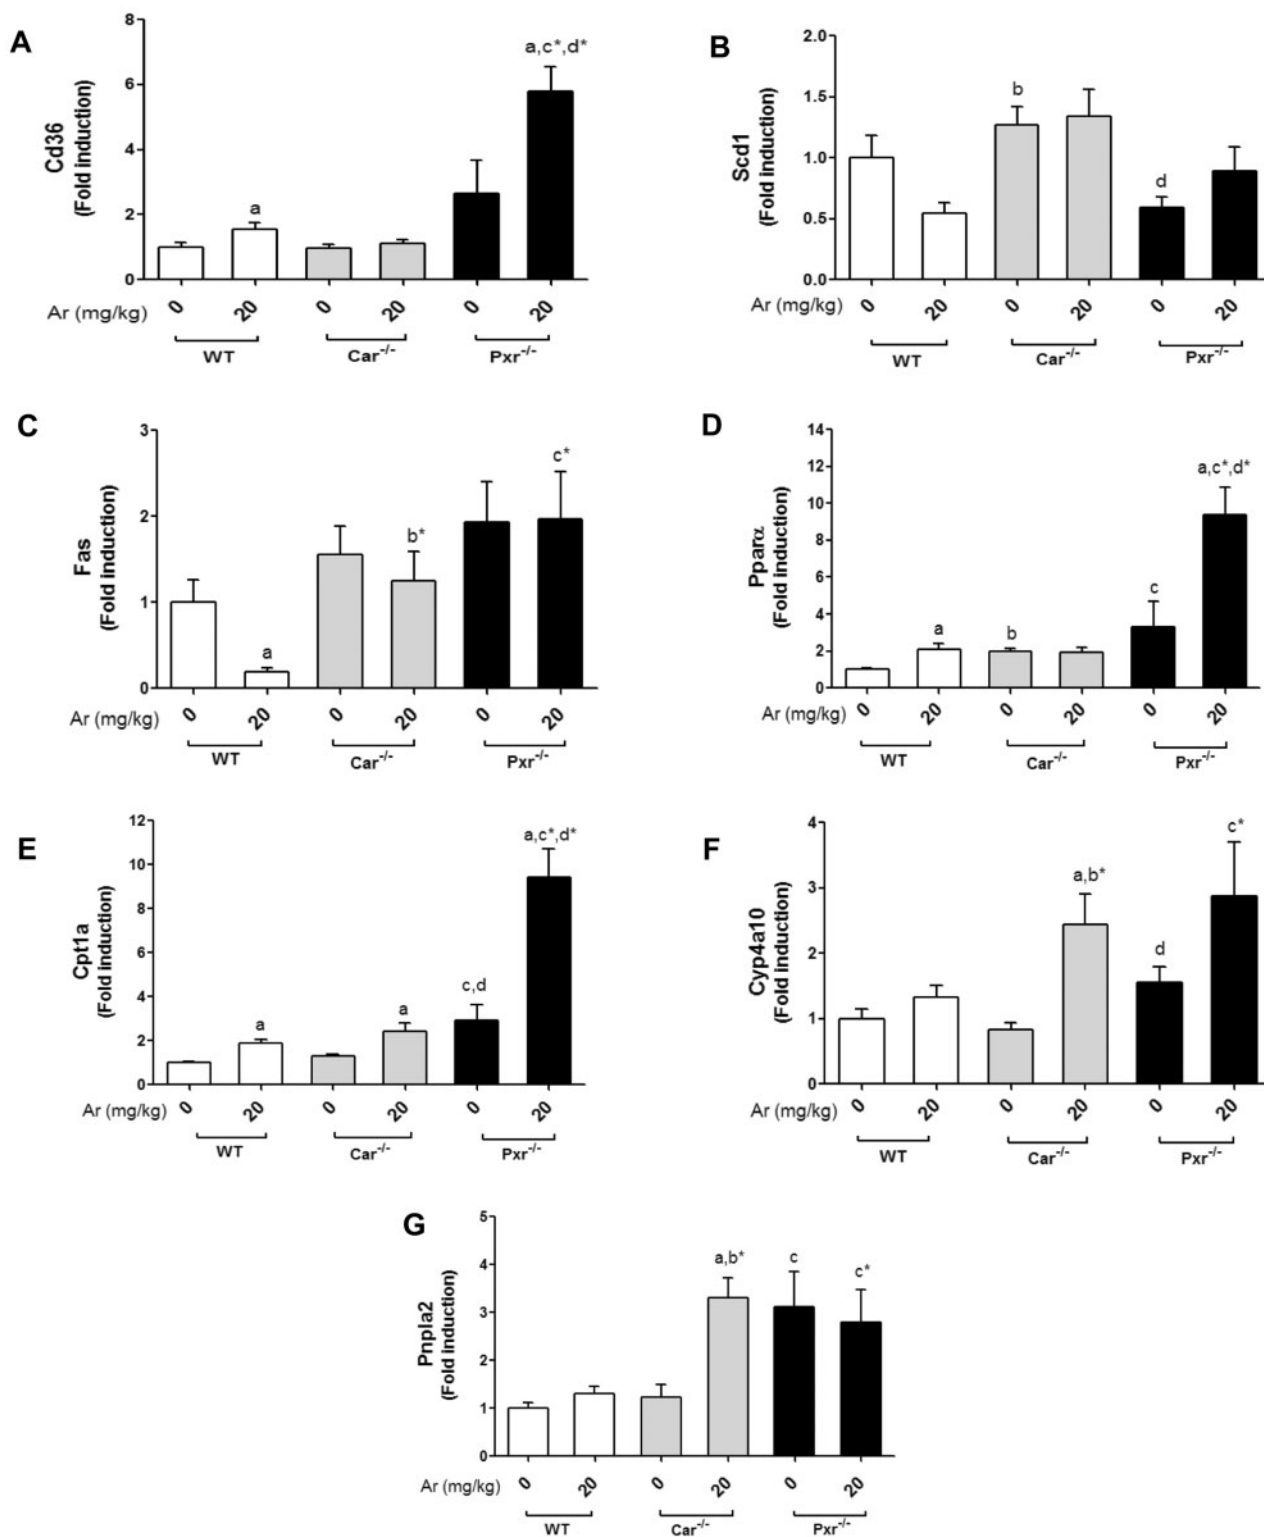 A
Cd36
(Fold induction)
8
6
4
2
0
a
a,c*,d*
Ar (mg/kg)
0
20
0
20
0
20
WT
Car-/-
Pxr-/-
B
Scd1
(Fold induction)
2.0
1.5
1.0
0.5
0.0
b
d
0
20
0
20
0
20
Ar (mg/kg)
WT
Car-/-
Pxr-/-
C
Fas
(Fold induction)
3
2
1
0
a
b*
c*
Ar (mg/kg)
0
20
0
20
0
20
WT
Car-/-
Pxr-/-
D
Pparα
(Fold induction)
14
12
10
8
6
4
2
0
a
b
c
a,c*,d*
Ar (mg/kg)
0
20
0
20
0
20
WT
Car-/-
Pxr-/-
E
Cpt1a
(Fold induction)
12
10
8
6
4
2
0
a
a
c,d
a,c*,d*
Ar (mg/kg)
0
20
0
20
0
20
WT
Car-/-
Pxr-/-
F
Cyp4a10
(Fold induction)
4
3
2
1
0
a,b*
d
c*
Ar (mg/kg)
0
20
0
20
0
20
WT
Car-/-
Pxr-/-
G
Pnpla2
(Fold induction)
5
4
3
2
1
0
a,b*
c
c*
Ar (mg/kg)
0
20
0
20
0
20
WT
Car-/-
Pxr-/-